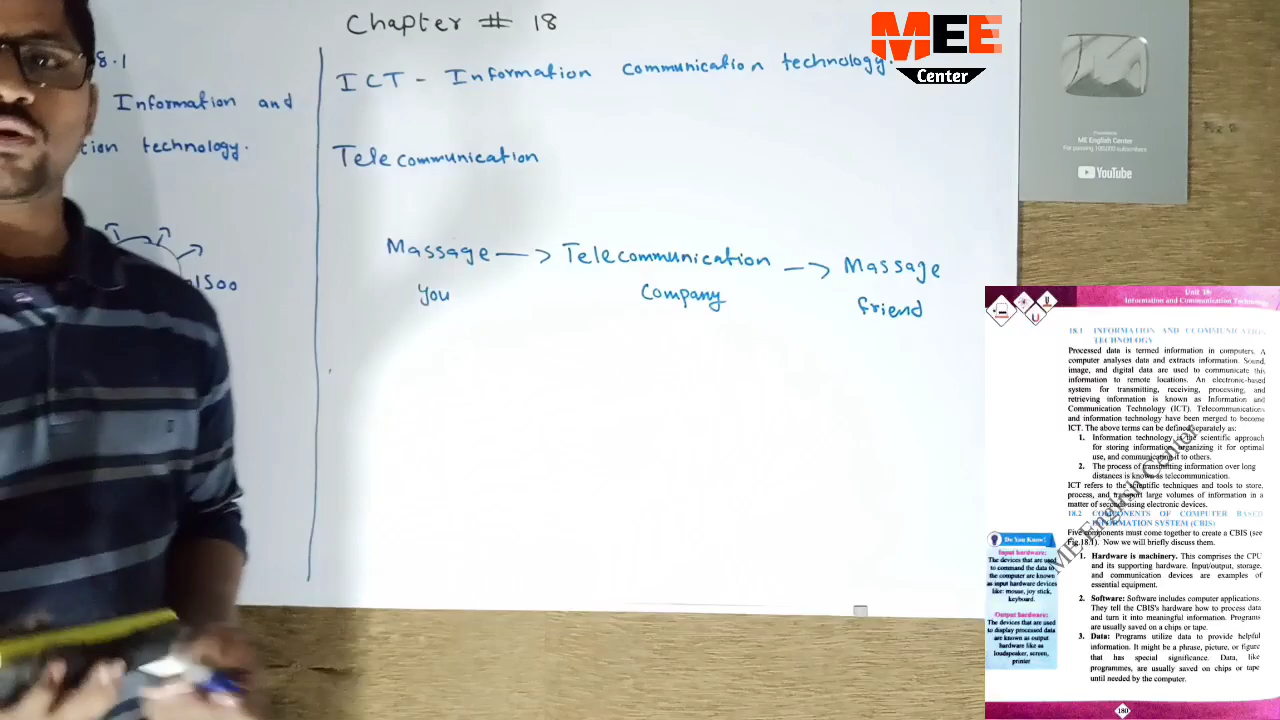 Chapter # 18
8.1
Information and
tion technology.
1500
ICT - Information communication technology.
Telecommunication
Massage —> Telecommunication —> Massage
you Company friend
MEE
Center
Presented to
ME English Center
For passing 100,000 subscribers
YouTube
Unit 18:
Information and Communication Technology
18.1 INFORMATION AND COMMUNICATION
TECHNOLOGY
Processed data is termed information in computers. A
computer analyses data and extracts information. Sound,
image, and digital data are used to communicate this
information to remote locations. An electronic-based
system for transmitting, receiving, processing, and
retrieving information is known as Information and
Communication Technology (ICT). Telecommunications
and information technology have been merged to become
ICT. The above terms can be defined separately as:
1. Information technology is the scientific approach
for storing information, organizing it for optimal
use, and communicating it to others.
2. The process of transmitting information over long
distances is known as telecommunication.
ICT refers to the scientific techniques and tools to store,
process, and transport large volumes of information in a
matter of seconds using electronic devices.
18.2 COMPONENTS OF COMPUTER BASED
INFORMATION SYSTEM (CBIS)
Five components must come together to create a CBIS (see
Fig.18.1). Now we will briefly discuss them.
1. Hardware is machinery. This comprises the CPU
and its supporting hardware. Input/output, storage,
and communication devices are examples of
essential equipment.
2. Software: Software includes computer applications.
They tell the CBIS's hardware how to process data
and turn it into meaningful information. Programs
are usually saved on a chips or tape.
3. Data: Programs utilize data to provide helpful
information. It might be a phrase, picture, or figure
that has special significance. Data, like
programmes, are usually saved on chips or tape
until needed by the computer.
Do You Know!
Input hardware:
The devices that are used
to command the data to
the computer are known
as input hardware devices
like: mouse, joy stick,
keyboard.
Output hardware:
The devices that are used
to display processed data
are known as output
hardware like as
loudspeaker, screen,
printer
ME English Center
180